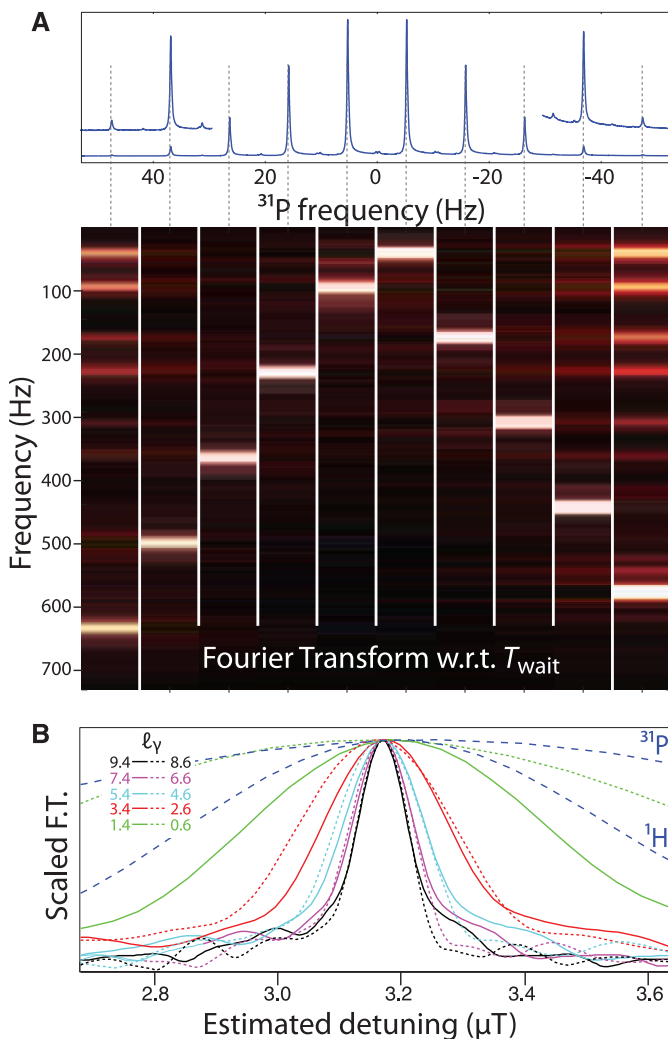 A
40 20 0 -20 -40
³¹P frequency (Hz)
100
200
300
400
500
600
700
Frequency (Hz)
Fourier Transform w.r.t. T_wait
B
ℓγ
9.4 8.6
7.4 6.6
5.4 4.6
3.4 2.6
1.4 0.6
³¹P
¹H
Scaled F.T.
2.8 3.0 3.2 3.4 3.6
Estimated detuning (μT)